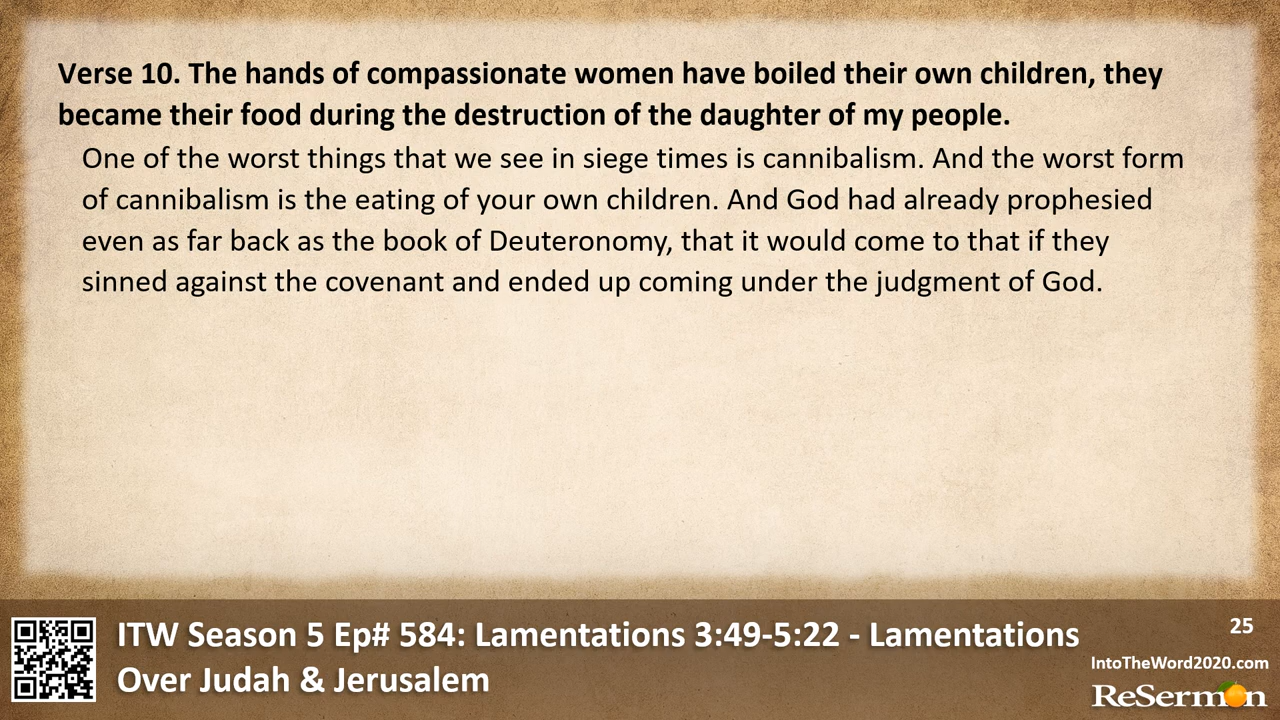 Verse 10. The hands of compassionate women have boiled their own children, they
became their food during the destruction of the daughter of my people.
One of the worst things that we see in siege times is cannibalism. And the worst form
of cannibalism is the eating of your own children. And God had already prophesied
even as far back as the book of Deuteronomy, that it would come to that if they
sinned against the covenant and ended up coming under the judgment of God.
ITW Season 5 Ep# 584: Lamentations 3:49-5:22 - Lamentations
Over Judah & Jerusalem
25
IntoTheWord2020.com
ReSermon